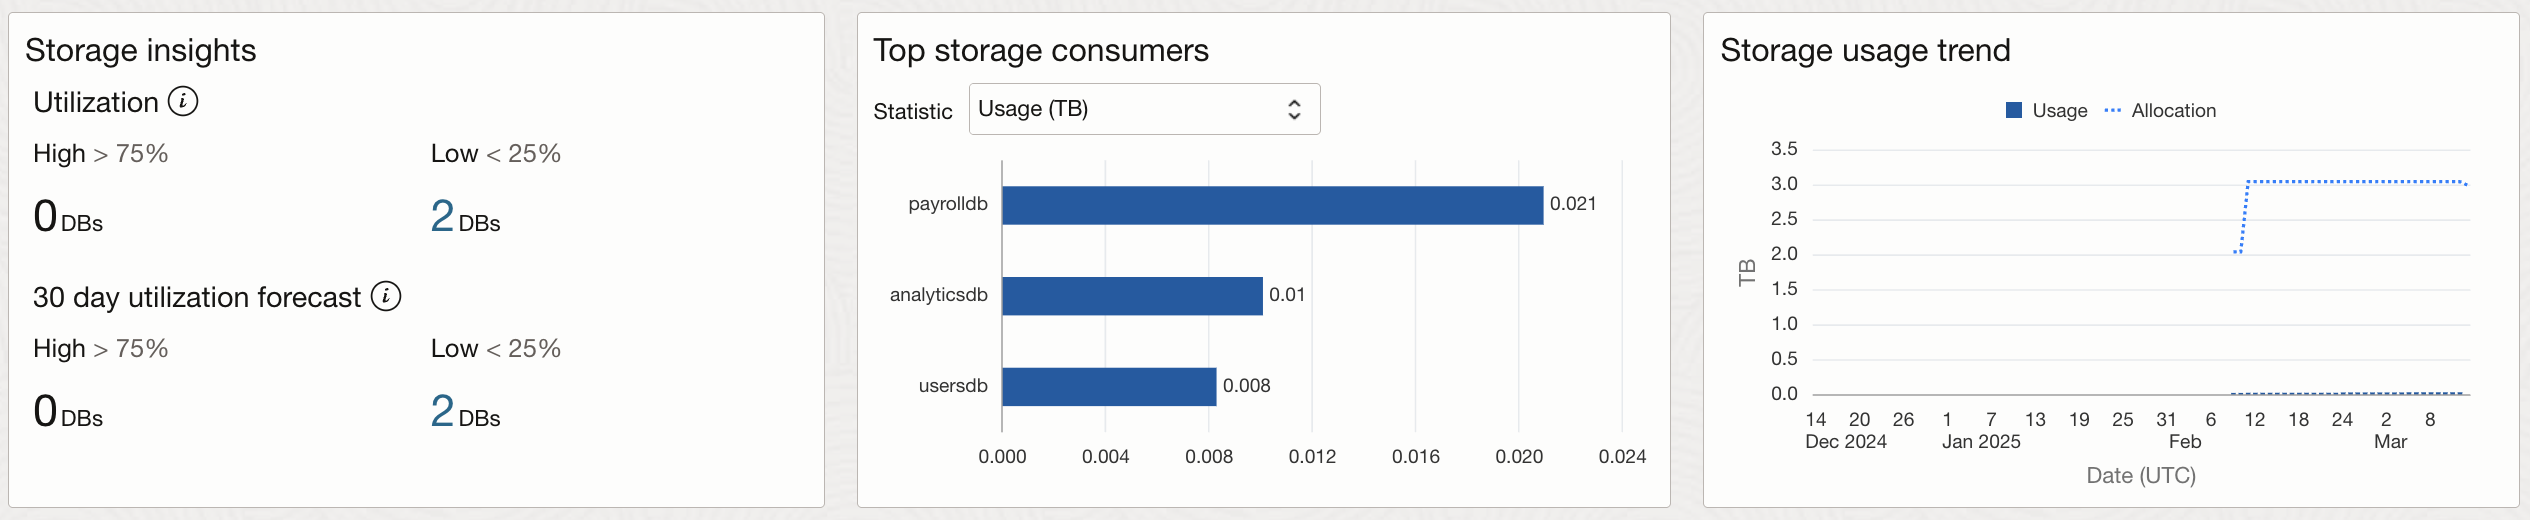 Storage insights
Utilization i
High > 75%
Low < 25%
0 DBs
2 DBs
30 day utilization forecast i
High > 75%
Low < 25%
0 DBs
2 DBs
Top storage consumers
Statistic Usage (TB)
payrolldb 0.021
analyticsdb 0.01
usersdb 0.008
0.000 0.004 0.008 0.012 0.016 0.020 0.024
Storage usage trend
Usage Allocation
3.5
3.0
2.5
2.0
1.5
1.0
0.5
0.0
TB
14 20 26 1 7 13 19 25 31 6 12 18 24 2 8
Dec 2024 Jan 2025 Feb Mar
Date (UTC)